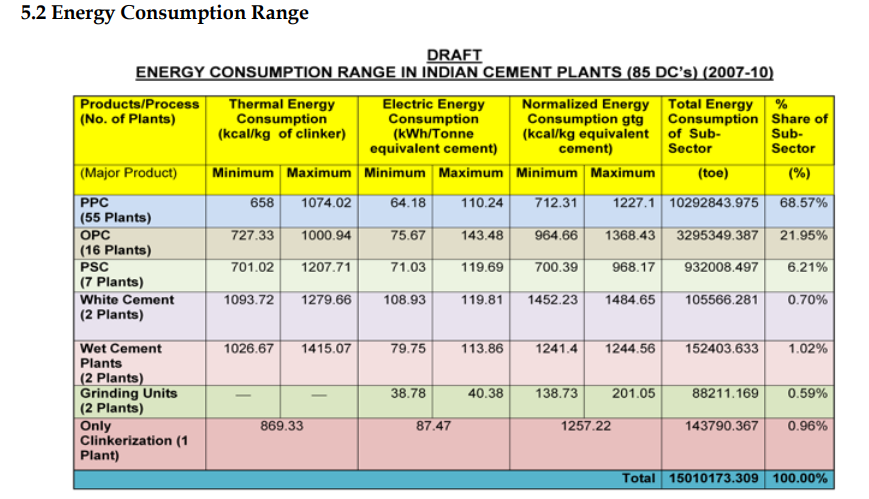 5.2 Energy Consumption Range
DRAFT
ENERGY CONSUMPTION RANGE IN INDIAN CEMENT PLANTS (85 DC's) (2007-10)
Products/Process Thermal Energy Electric Energy Normalized Energy Total Energy %
(No. of Plants) Consumption Consumption Consumption gtg Consumption Share of
(kcal/kg of clinker) (kWh/Tonne (kcal/kg equivalent of Sub- Sub-
equivalent cement) cement) Sector Sector
(Major Product) Minimum Maximum Minimum Maximum Minimum Maximum (toe) (%)
PPC 658 1074.02 64.18 110.24 712.31 1227.1 10292843.975 68.57%
(55 Plants)
OPC 727.33 1000.94 75.67 143.48 964.66 1368.43 3295349.387 21.95%
(16 Plants)
PSC 701.02 1207.71 71.03 119.69 700.39 968.17 932008.497 6.21%
(7 Plants)
White Cement 1093.72 1279.66 108.93 119.81 1452.23 1484.65 105566.281 0.70%
(2 Plants)
Wet Cement 1026.67 1415.07 79.75 113.86 1241.4 1244.56 152403.633 1.02%
Plants
(2 Plants)
Grinding Units — — 38.78 40.38 138.73 201.05 88211.169 0.59%
(2 Plants)
Only 869.33 87.47 1257.22 143790.367 0.96%
Clinkerization (1
Plant)
Total 15010173.309 100.00%